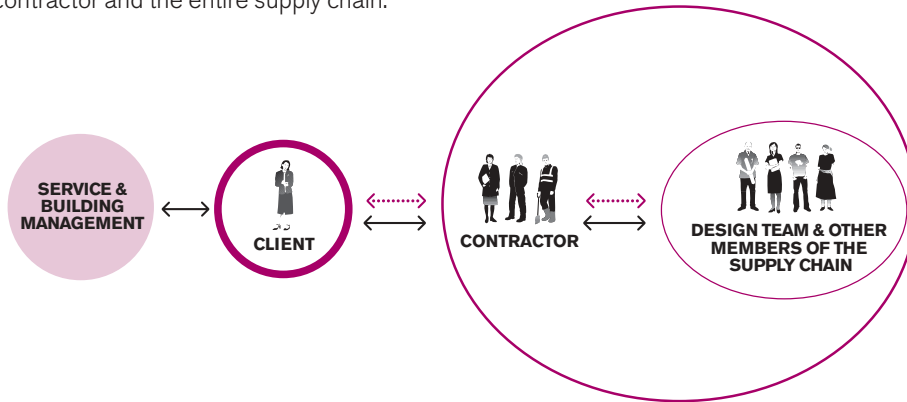 contractor and the entire supply chain.
SERVICE &
BUILDING
MANAGEMENT
CLIENT
CONTRACTOR
DESIGN TEAM & OTHER
MEMBERS OF THE
SUPPLY CHAIN